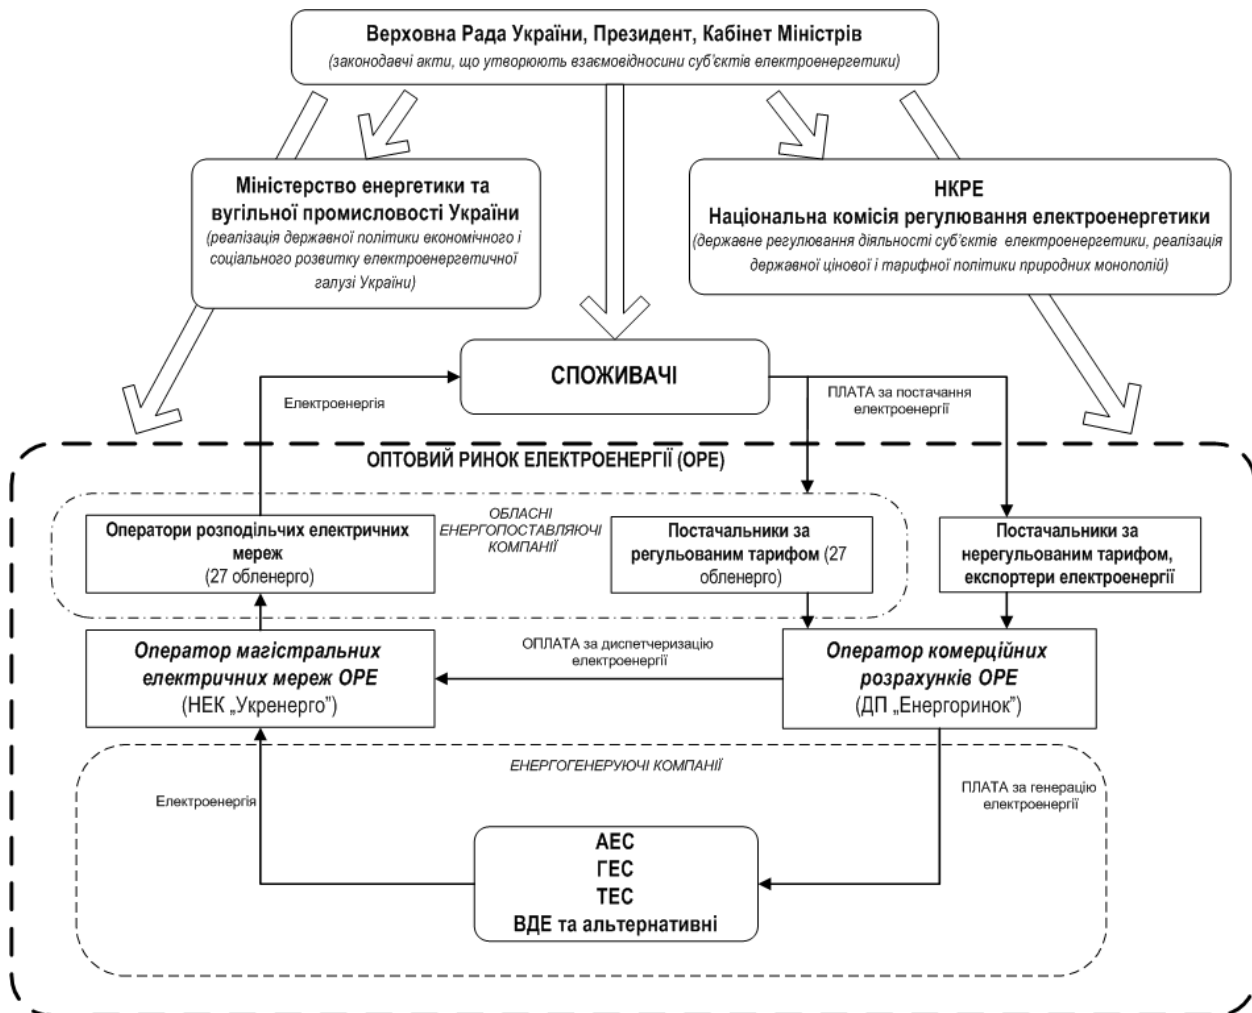 Верховна Рада України, Президент, Кабінет Міністрів
(законодавчі акти, що утворюють взаємовідносини суб'єктів електроенергетики)
Міністерство енергетики та
вугільної промисловості України
(реалізація державної політики економічного і
соціального розвитку електроенергетичної
галузі України)
НКРЕ
Національна комісія регулювання електроенергетики
(державне регулювання діяльності суб'єктів електроенергетики, реалізація
державної цінової і тарифної політики природних монополій)
СПОЖИВАЧІ
Електроенергія
ПЛАТА за постачання
електроенергії
ОПТОВИЙ РИНОК ЕЛЕКТРОЕНЕРГІЇ (ОРЕ)
Оператори розподільчих електричних
мереж
(27 обленерго)
ОБЛАСНІ
ЕНЕРГОПОСТАВЛЯЮЧІ
КОМПАНІЇ
Постачальники за
регульованим тарифом (27
обленерго)
Постачальники за
нерегульованим тарифом,
експортери електроенергії
Оператор магістральних
електричних мереж ОРЕ
(НЕК „Укренерго”)
ОПЛАТА за диспетчеризацію
електроенергії
Оператор комерційних
розрахунків ОРЕ
(ДП „Енергоринок”)
ЕНЕРГОГЕНЕРУЮЧІ КОМПАНІЇ
Електроенергія
ПЛАТА за генерацію
електроенергії
АЕС
ГЕС
ТЕС
ВДЕ та альтернативні